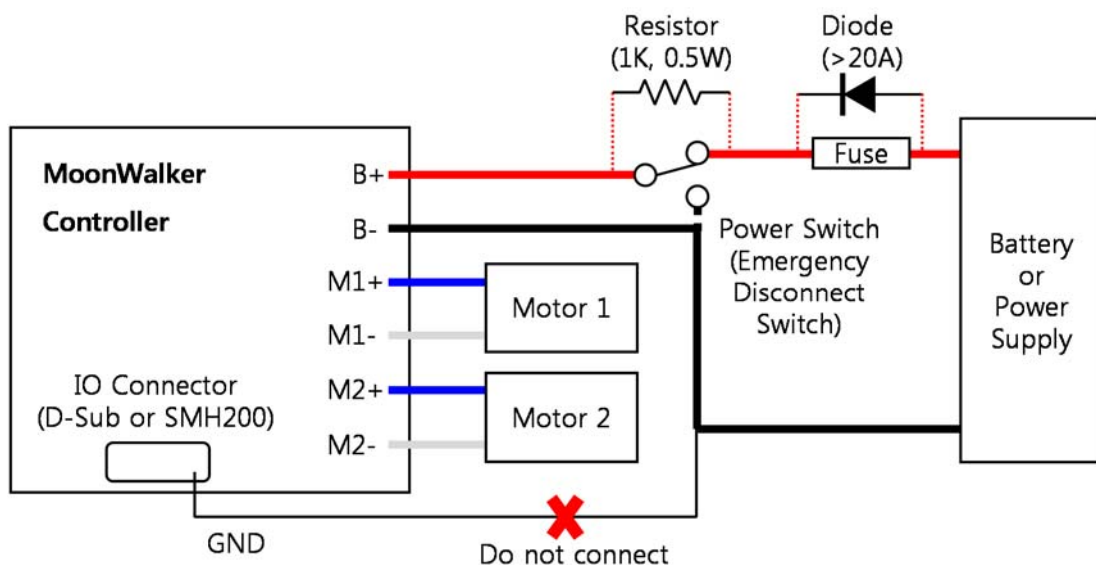 Resistor
(1K, 0.5W)
Diode
(>20A)
MoonWalker
Controller
B+
B-
M1+
M1-
M2+
M2-
Fuse
Power Switch
(Emergency
Disconnect
Switch)
Battery
or
Power
Supply
Motor 1
Motor 2
IO Connector
(D-Sub or SMH200)
GND
Do not connect